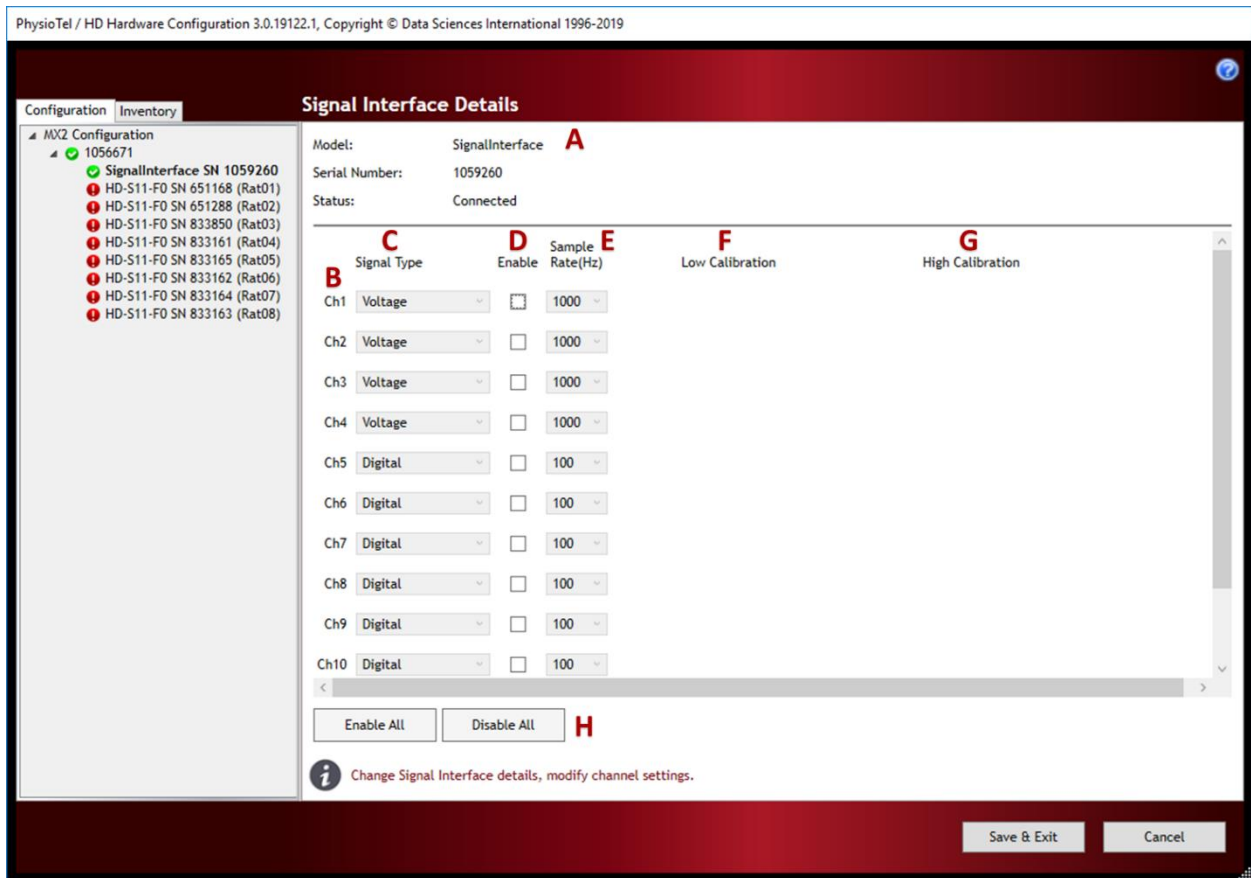 PhysioTel / HD Hardware Configuration 3.0.19122.1, Copyright © Data Sciences International 1996-2019
?
Configuration Inventory
MX2 Configuration
1056671
SignalInterface SN 1059260
HD-S11-F0 SN 651168 (Rat01)
HD-S11-F0 SN 651288 (Rat02)
HD-S11-F0 SN 833850 (Rat03)
HD-S11-F0 SN 833161 (Rat04)
HD-S11-F0 SN 833165 (Rat05)
HD-S11-F0 SN 833162 (Rat06)
HD-S11-F0 SN 833164 (Rat07)
HD-S11-F0 SN 833163 (Rat08)
Signal Interface Details
Model: SignalInterface A
Serial Number: 1059260
Status: Connected
C D E F G
B Signal Type Enable Sample Rate(Hz) Low Calibration High Calibration
Ch1 Voltage 1000
Ch2 Voltage 1000
Ch3 Voltage 1000
Ch4 Voltage 1000
Ch5 Digital 100
Ch6 Digital 100
Ch7 Digital 100
Ch8 Digital 100
Ch9 Digital 100
Ch10 Digital 100
Enable All Disable All H
i Change Signal Interface details, modify channel settings.
Save & Exit Cancel